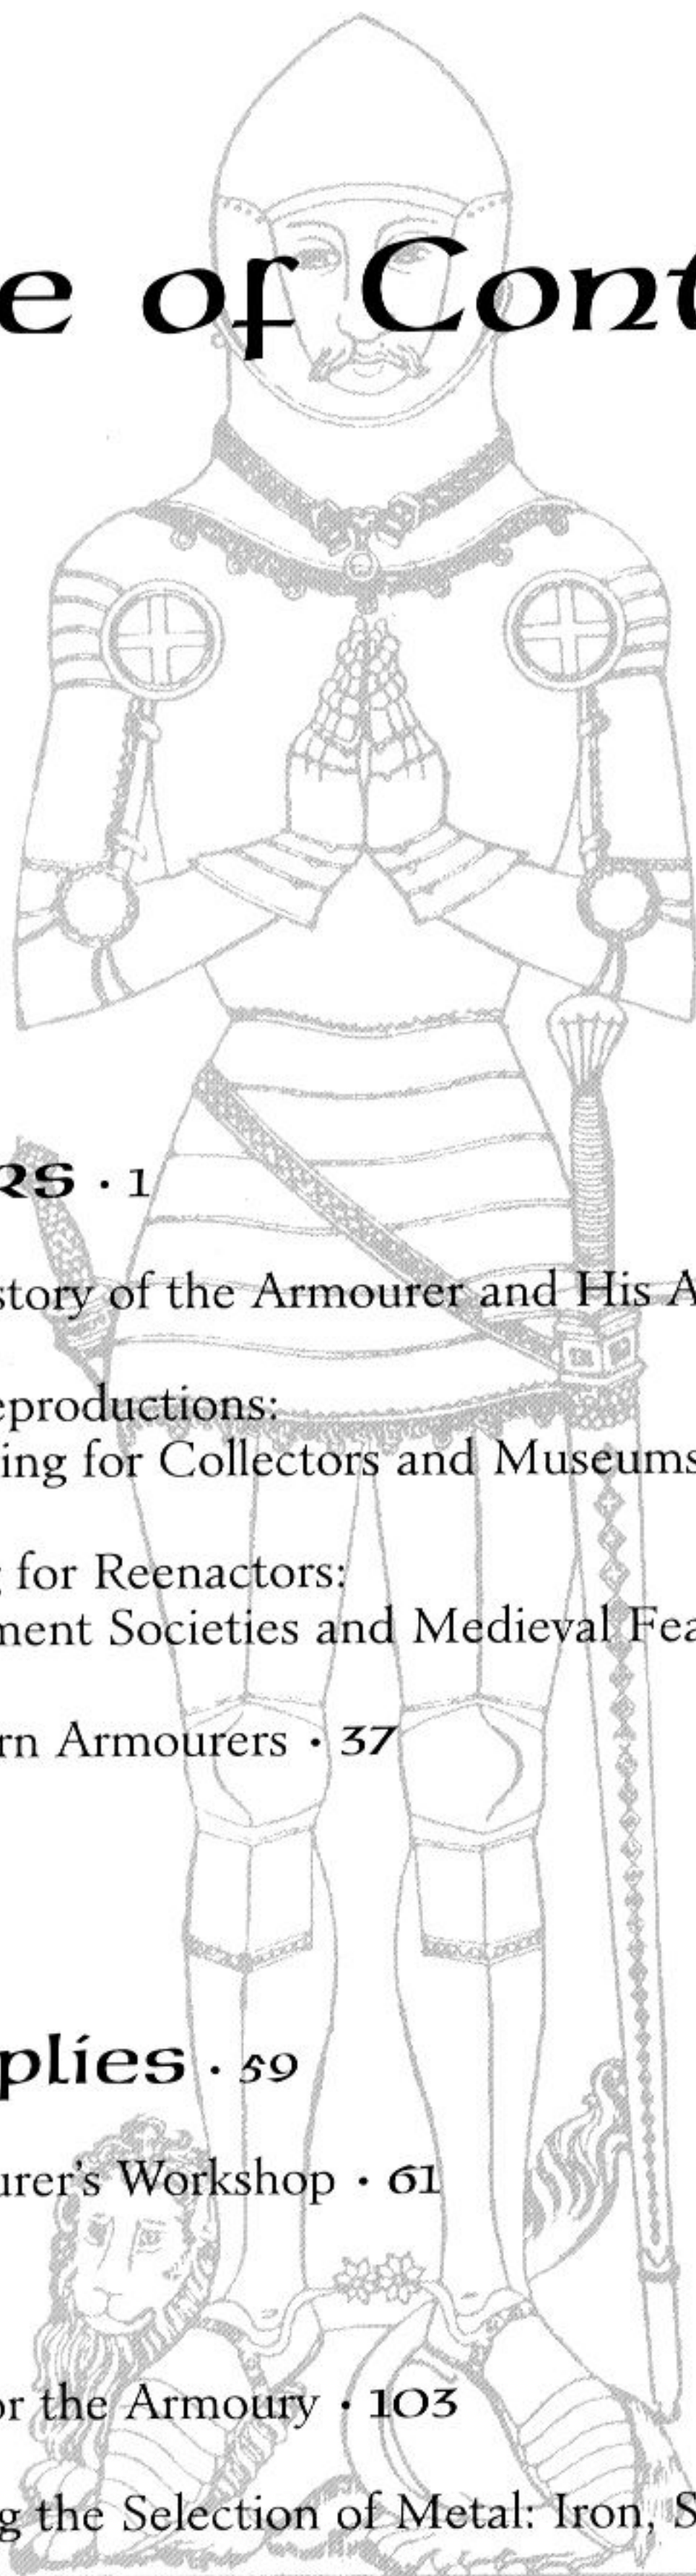 e of Cont
RS · 1
story of the Armourer and His A
eproductions:
ing for Collectors and Museums
for Reenactors:
ment Societies and Medieval Fea
rn Armourers · 37
plies · 59
urer's Workshop · 61
or the Armoury · 103
g the Selection of Metal: Iron, S